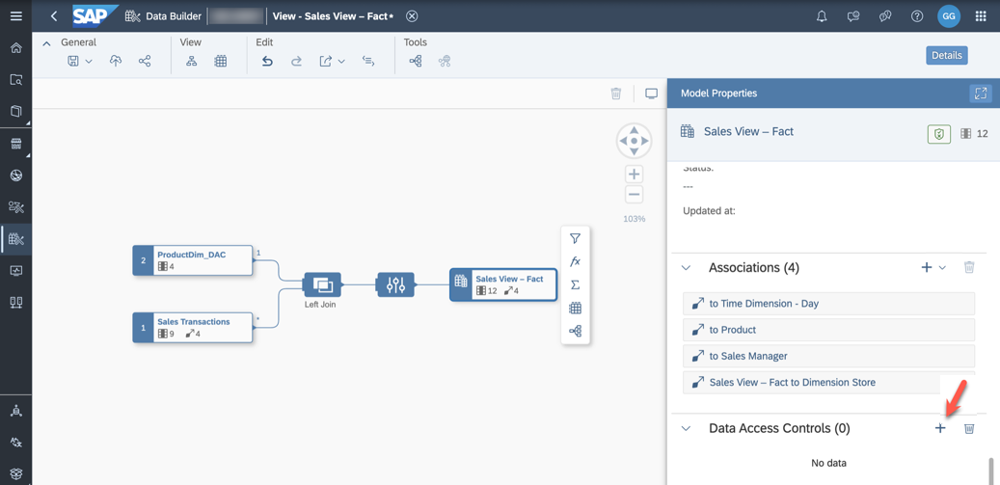 SAP Data Builder View - Sales View – Fact* GG
General View Edit Tools
Details
Model Properties
Sales View – Fact 12
Status:
---
Updated at:
103%
2 ProductDim_DAC 1
4
Left Join
Sales View – Fact
12 4
1 Sales Transactions *
9 4
fx
Σ
Associations (4)
to Time Dimension - Day
to Product
to Sales Manager
Sales View – Fact to Dimension Store
Data Access Controls (0)
No data